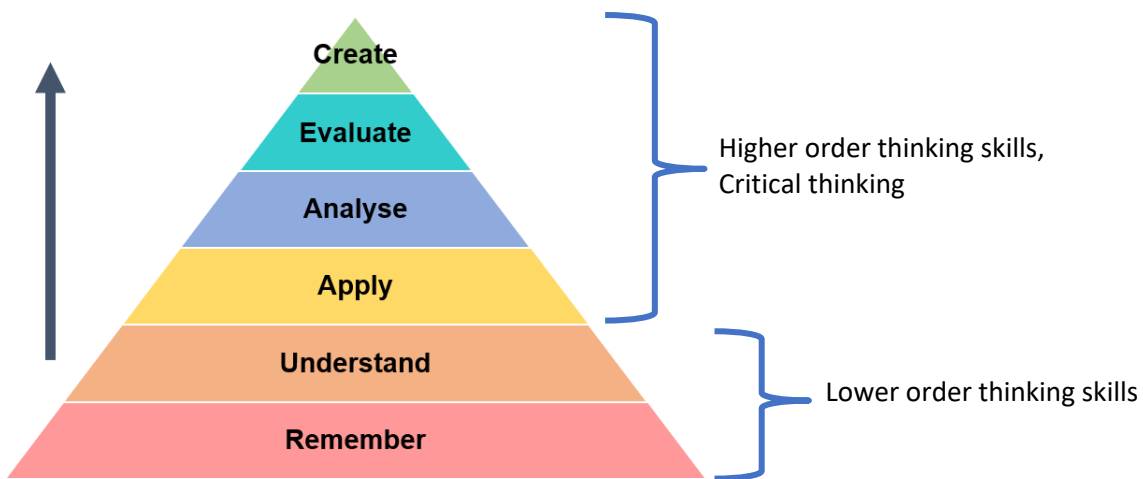 Create
Evaluate
Analyse
Apply
Understand
Remember
Higher order thinking skills,
Critical thinking
Lower order thinking skills